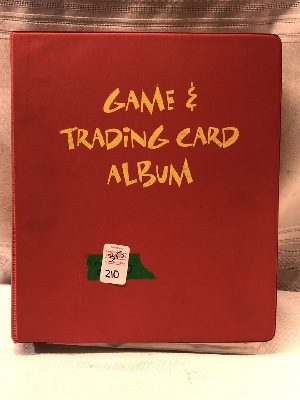 GAME &
TRADING CARD
ALBUM
210